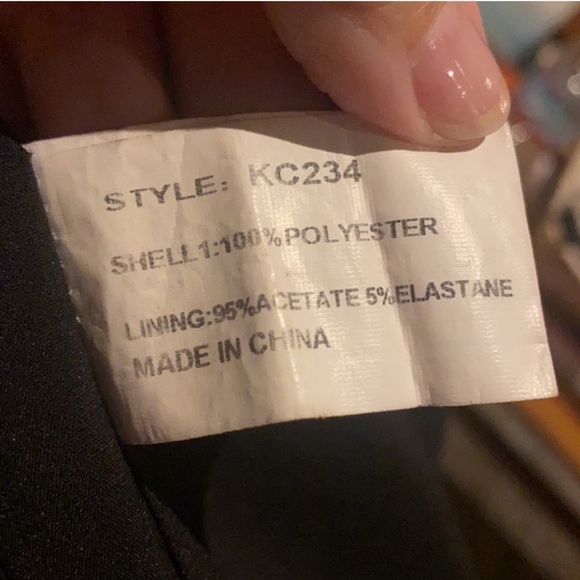 STYLE: KC234
SHELL1:100%POLYESTER
LINING:95%ACETATE 5%ELASTANE
MADE IN CHINA